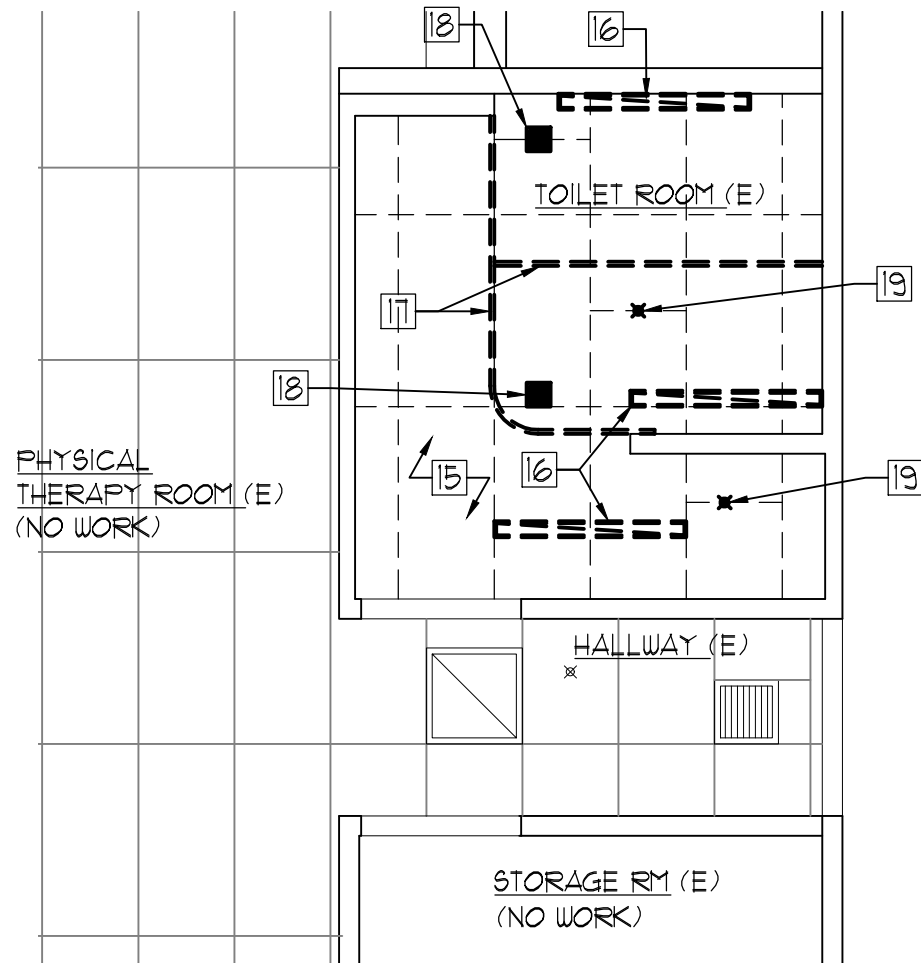 18
16
TOILET ROOM (E)
19
17
18
PHYSICAL
THERAPY ROOM (E)
(NO WORK)
15
16
19
HALLWAY (E)
STORAGE RM (E)
(NO WORK)